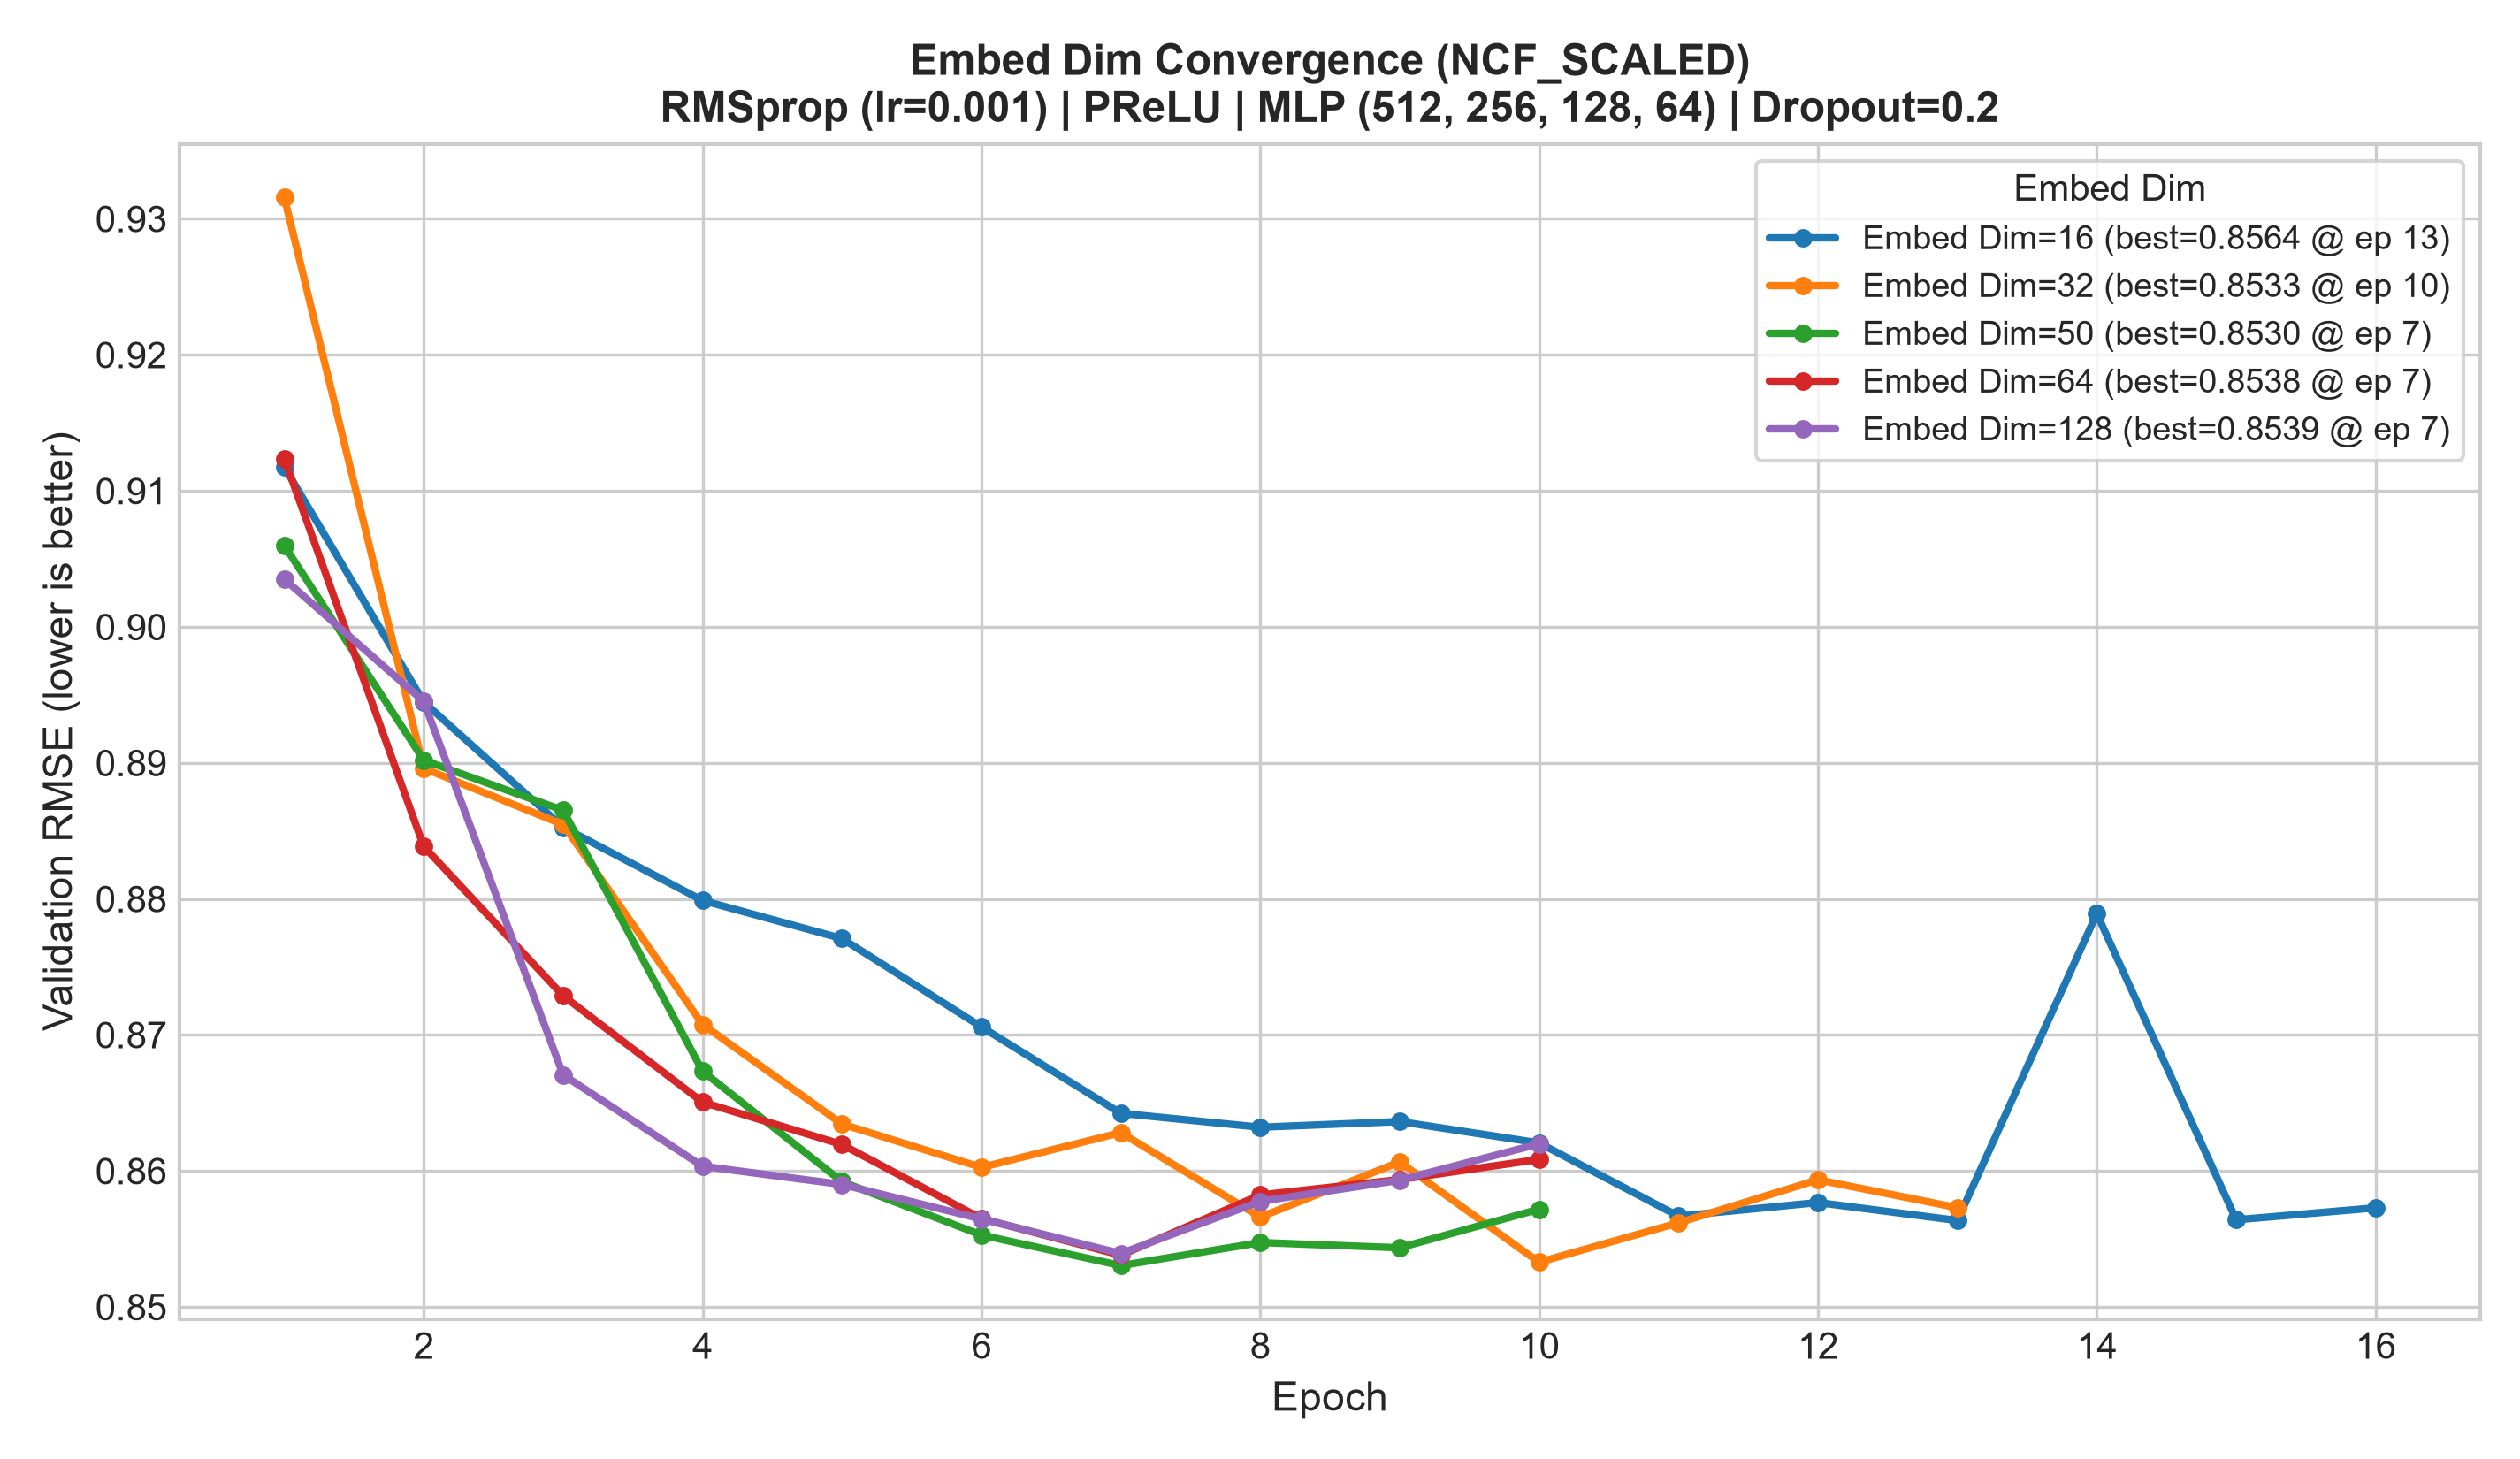 Embed Dim Convergence (NCF_SCALED)
RMSprop (lr=0.001) | PReLU | MLP (512, 256, 128, 64) | Dropout=0.2
Embed Dim
Embed Dim=16 (best=0.8564 @ ep 13)
Embed Dim=32 (best=0.8533 @ ep 10)
Embed Dim=50 (best=0.8530 @ ep 7)
Embed Dim=64 (best=0.8538 @ ep 7)
Embed Dim=128 (best=0.8539 @ ep 7)
Validation RMSE (lower is better)
0.93
0.92
0.91
0.90
0.89
0.88
0.87
0.86
0.85
2 4 6 8 10 12 14 16
Epoch